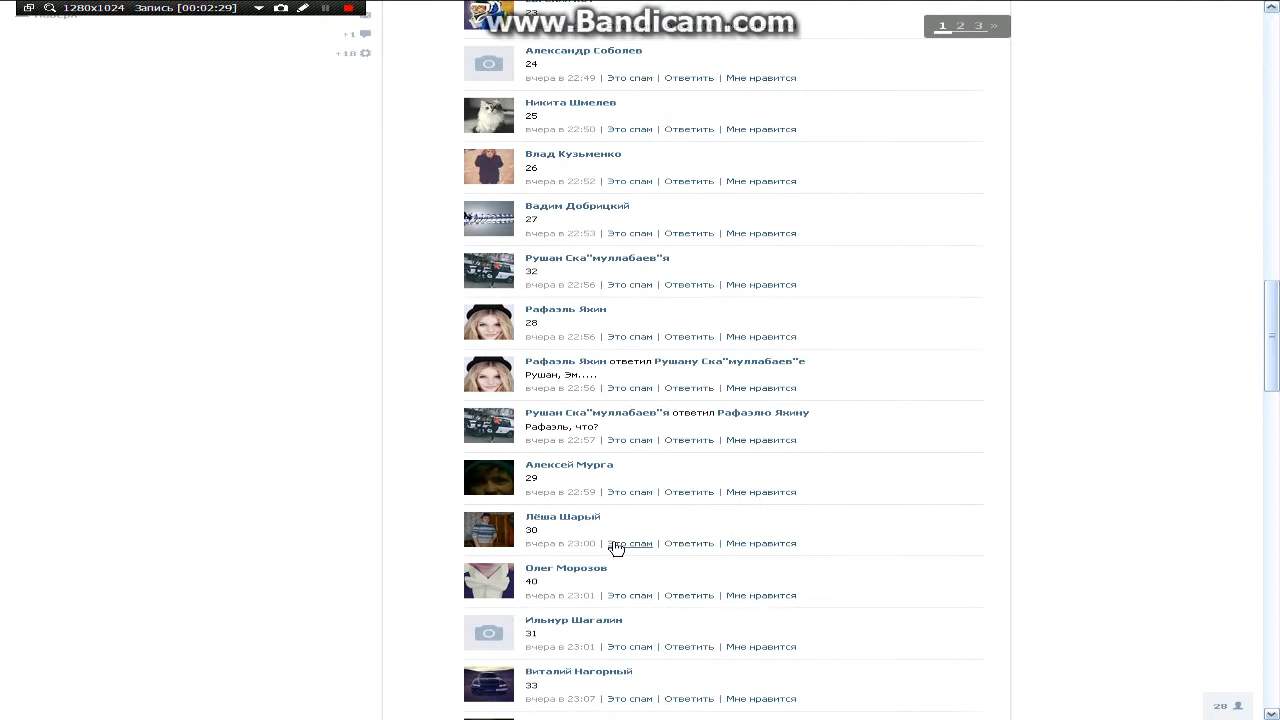 1280x1024 Запись [00:02:29]
www.Bandicam.com
+1
+18
1 2 3 »
Александр Соболев
24
вчера в 22:49 | Это спам | Ответить | Мне нравится
Никита Шмелев
25
вчера в 22:50 | Это спам | Ответить | Мне нравится
Влад Кузьменко
26
вчера в 22:52 | Это спам | Ответить | Мне нравится
Вадим Добрицкий
27
вчера в 22:53 | Это спам | Ответить | Мне нравится
Рушан Ска"муллабаев"я
32
вчера в 22:56 | Это спам | Ответить | Мне нравится
Рафаэль Яхин
28
вчера в 22:56 | Это спам | Ответить | Мне нравится
Рафаэль Яхин ответил Рушану Ска"муллабаев"е
Рушан, Эм.....
вчера в 22:56 | Это спам | Ответить | Мне нравится
Рушан Ска"муллабаев"я ответил Рафаэлю Яхину
Рафаэль, что?
вчера в 22:57 | Это спам | Ответить | Мне нравится
Алексей Мурга
29
вчера в 22:59 | Это спам | Ответить | Мне нравится
Лёша Шарый
30
вчера в 23:00 | Это спам | Ответить | Мне нравится
Олег Морозов
40
вчера в 23:01 | Это спам | Ответить | Мне нравится
Ильнур Шагалин
31
вчера в 23:01 | Это спам | Ответить | Мне нравится
Виталий Нагорный
33
вчера в 23:07 | Это спам | Ответить | Мне нравится
28